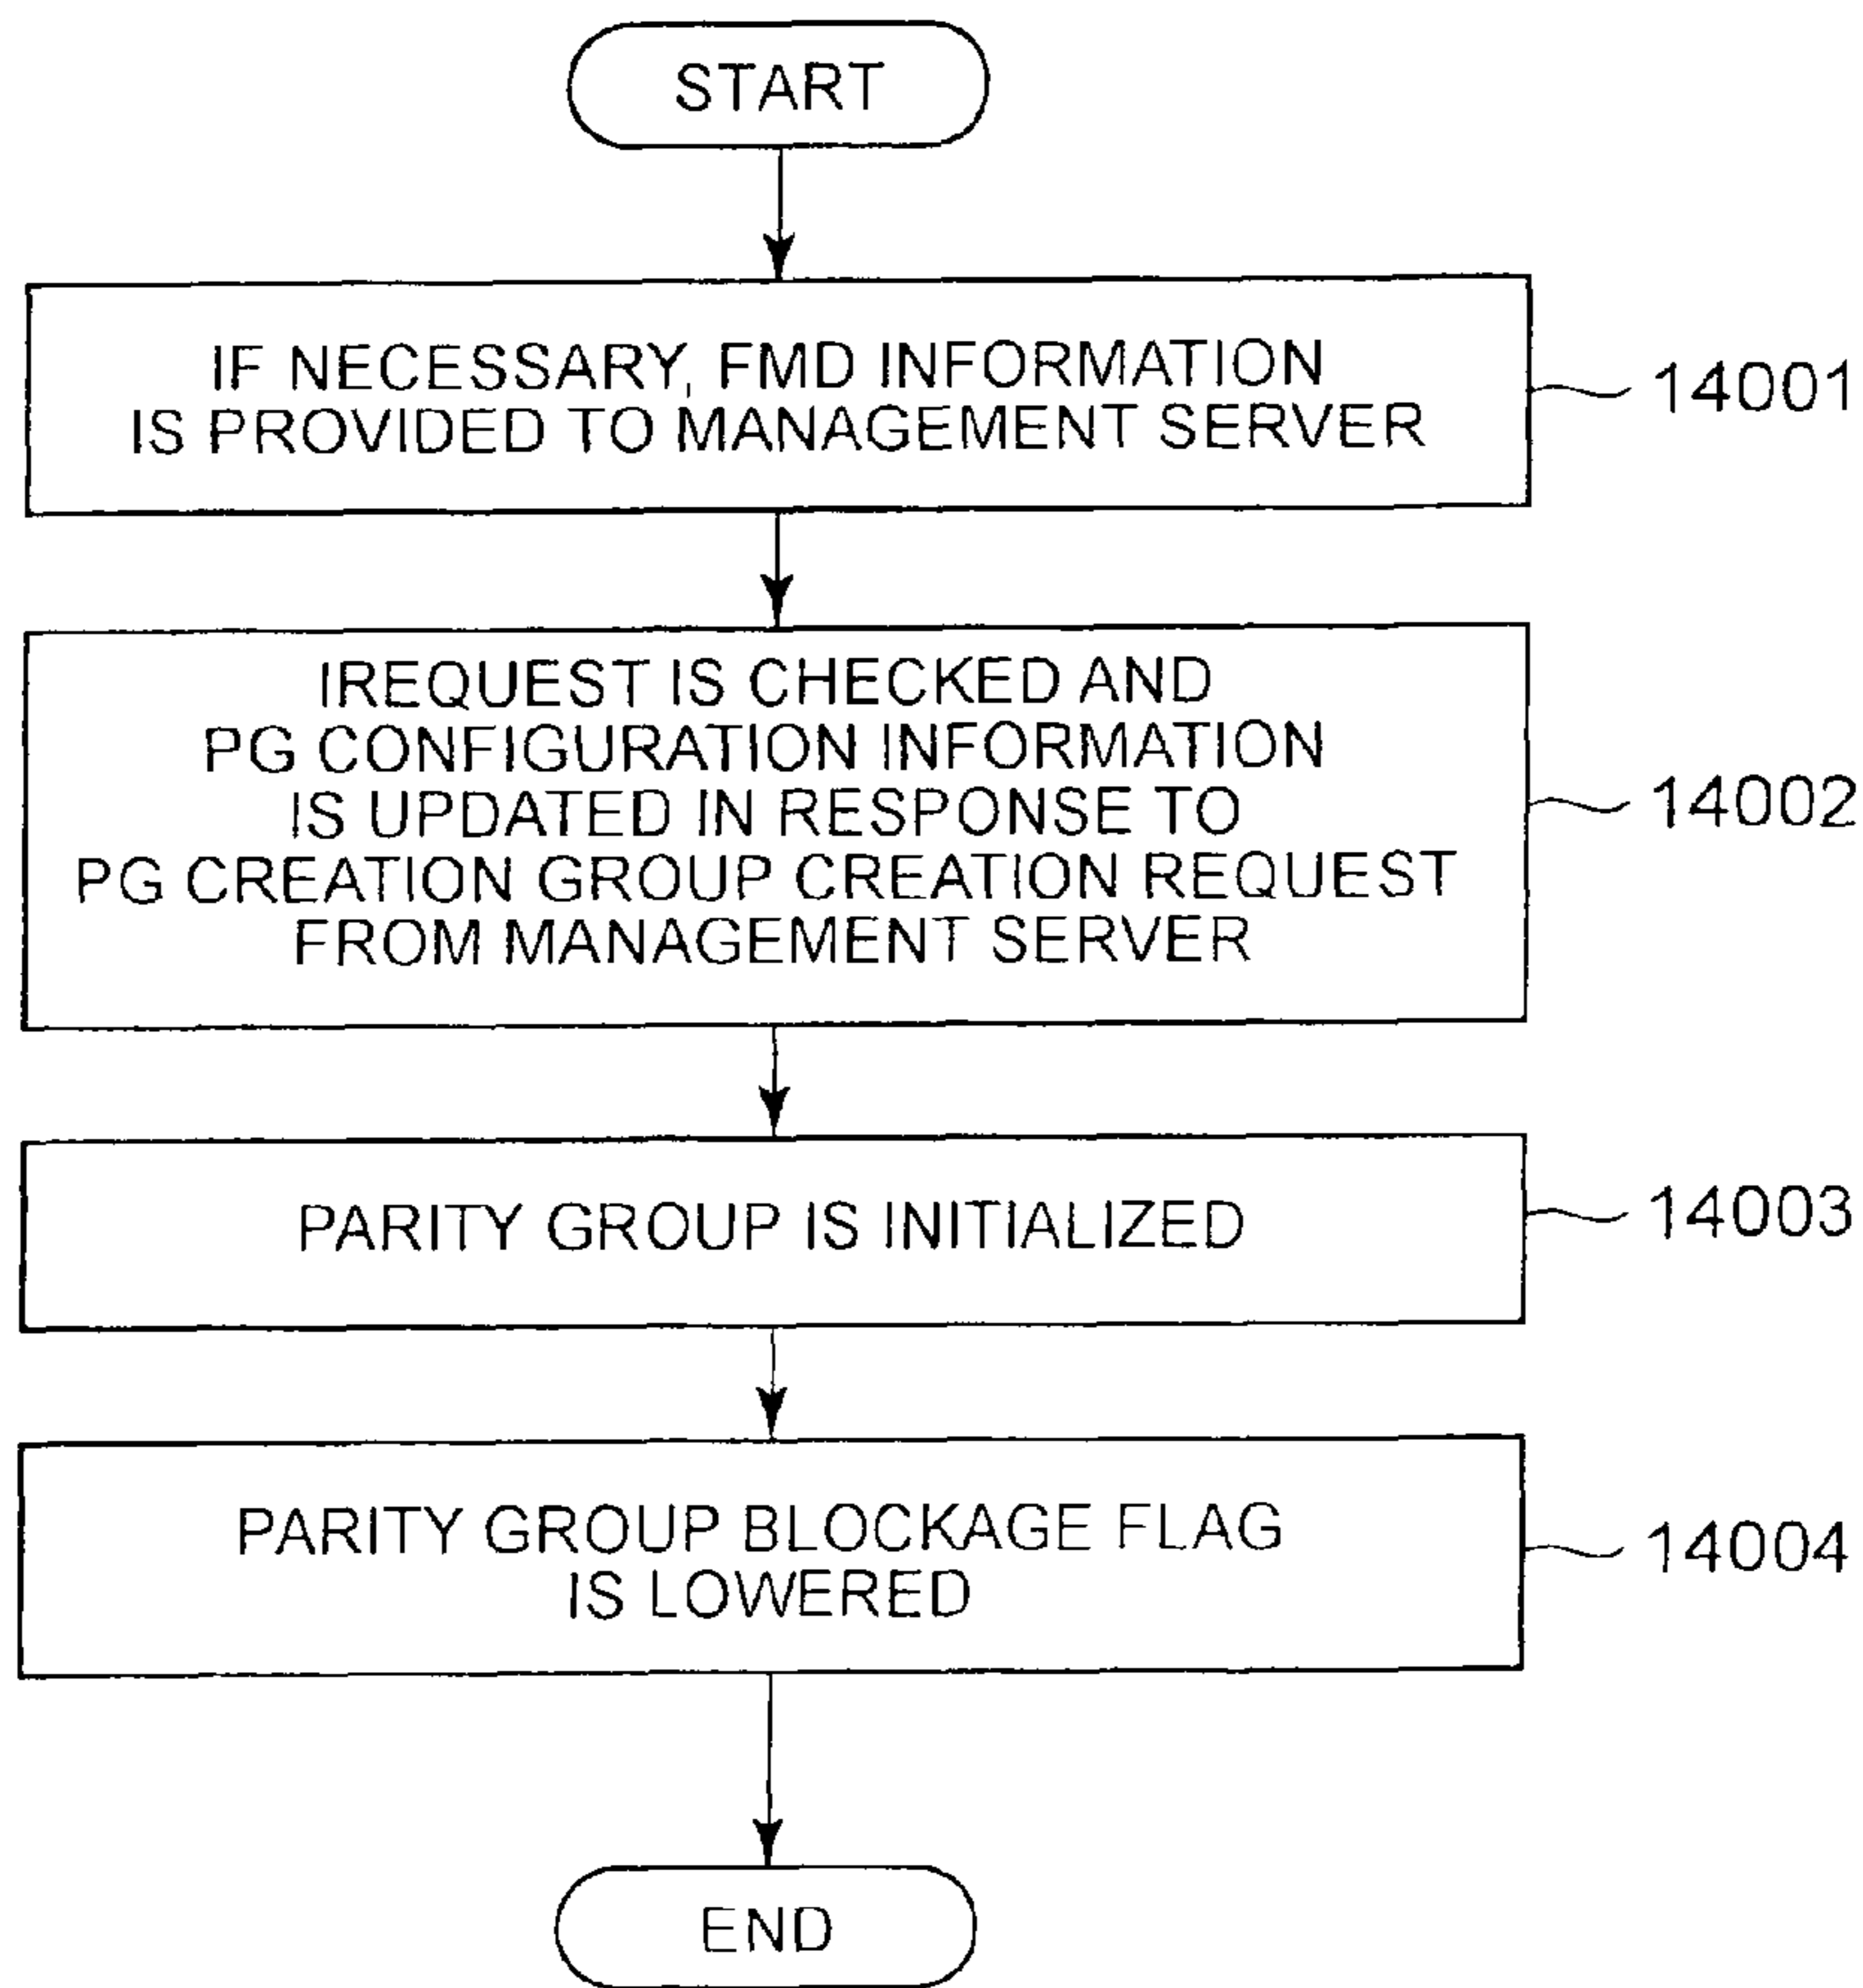 START
IF NECESSARY, FMD INFORMATION
IS PROVIDED TO MANAGEMENT SERVER
14001
IREQUEST IS CHECKED AND
PG CONFIGURATION INFORMATION
IS UPDATED IN RESPONSE TO
PG CREATION GROUP CREATION REQUEST
FROM MANAGEMENT SERVER
14002
PARITY GROUP IS INITIALIZED
14003
PARITY GROUP BLOCKAGE FLAG
IS LOWERED
14004
END